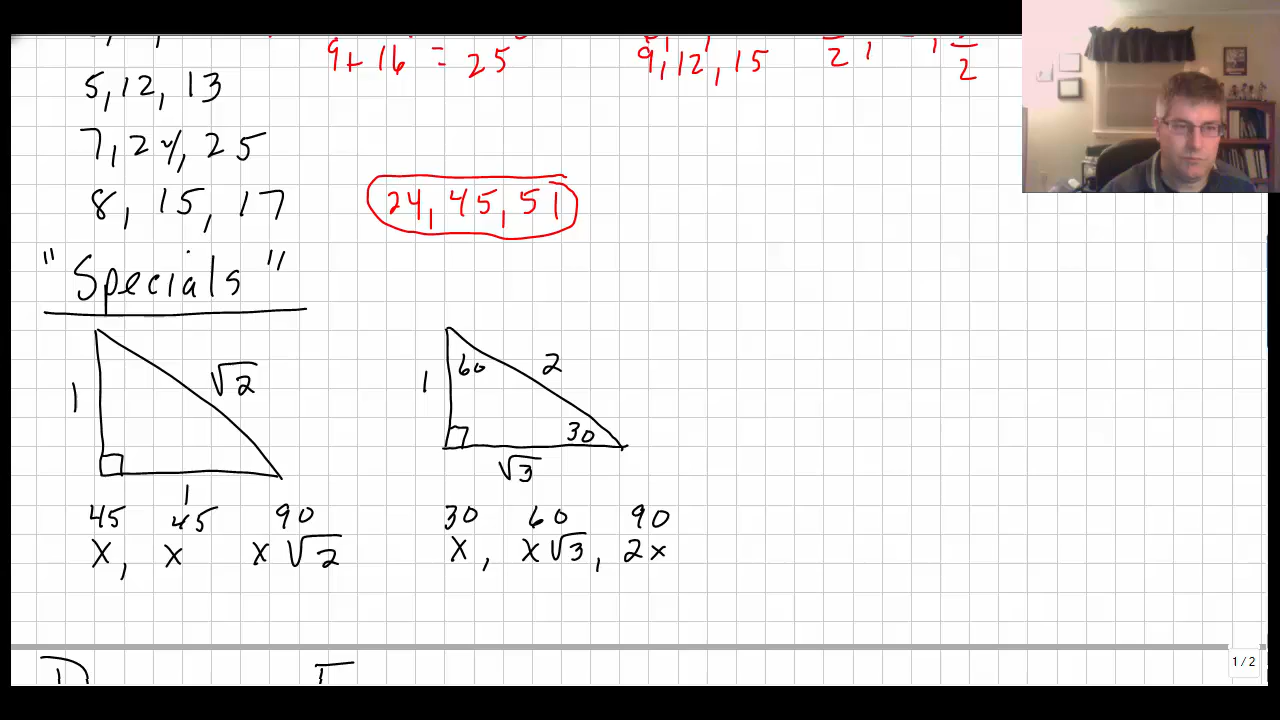 9 + 16 = 25
9, 12, 15
5, 12, 13
7, 24, 25
8, 15, 17
24, 45, 51
"Specials"
1
√2
1
60
2
30
√3
1
45 45 90
x, x x√2
30 60 90
x, x√3, 2x
1 / 2